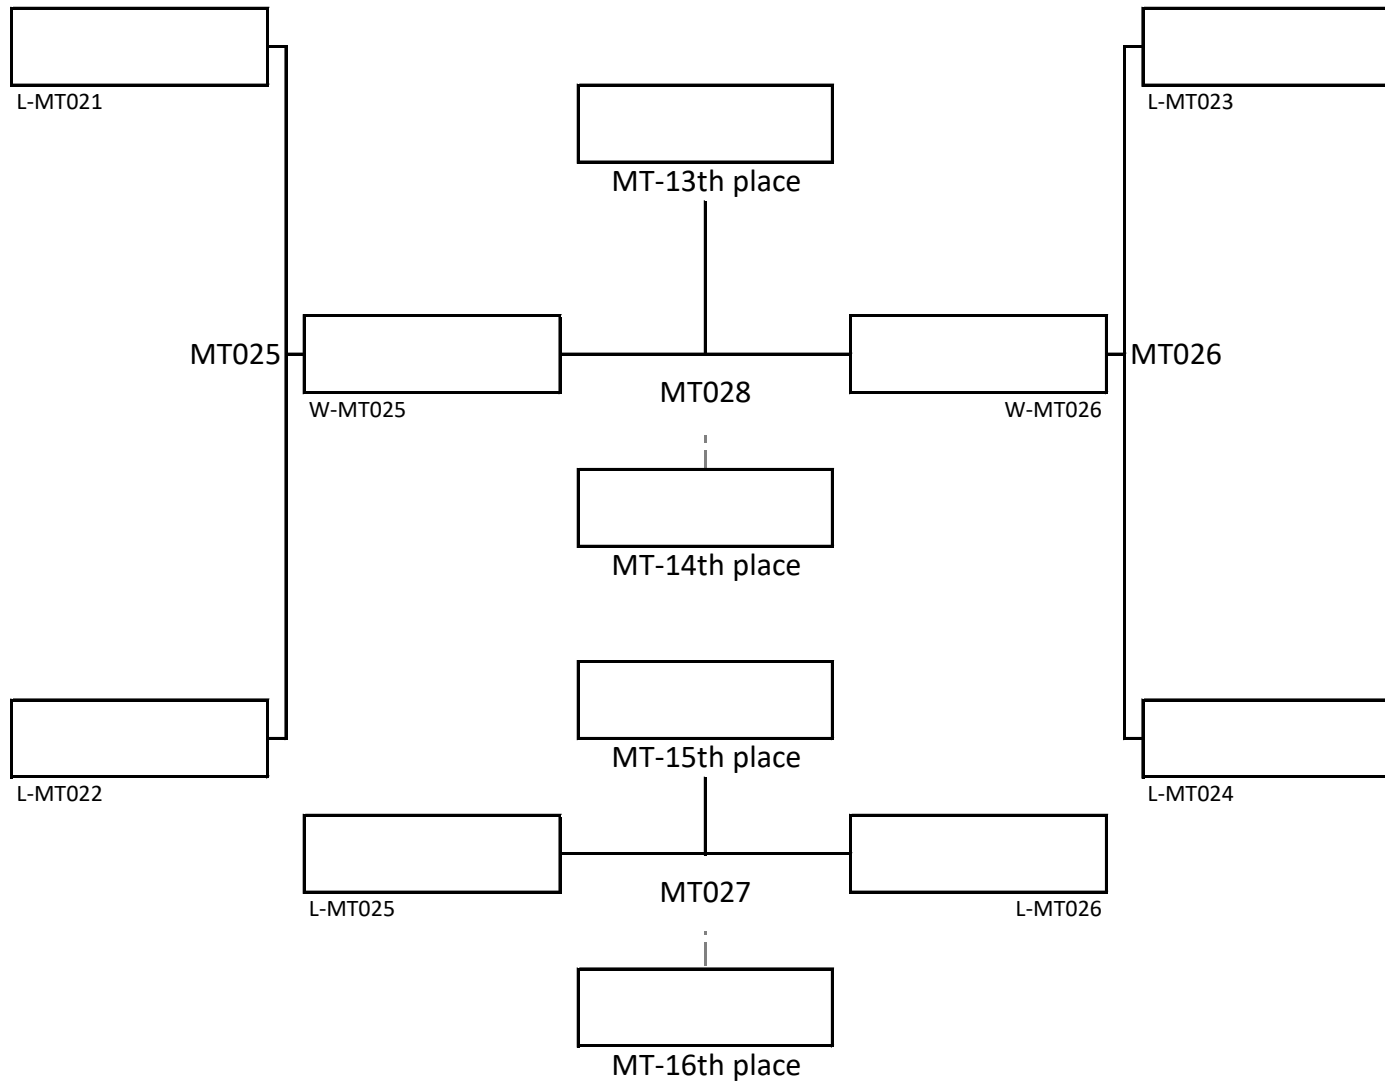 L-MT021
L-MT023
MT-13th place
MT025
MT026
W-MT025
MT028
W-MT026
MT-14th place
MT-15th place
L-MT022
L-MT024
L-MT025
MT027
L-MT026
MT-16th place